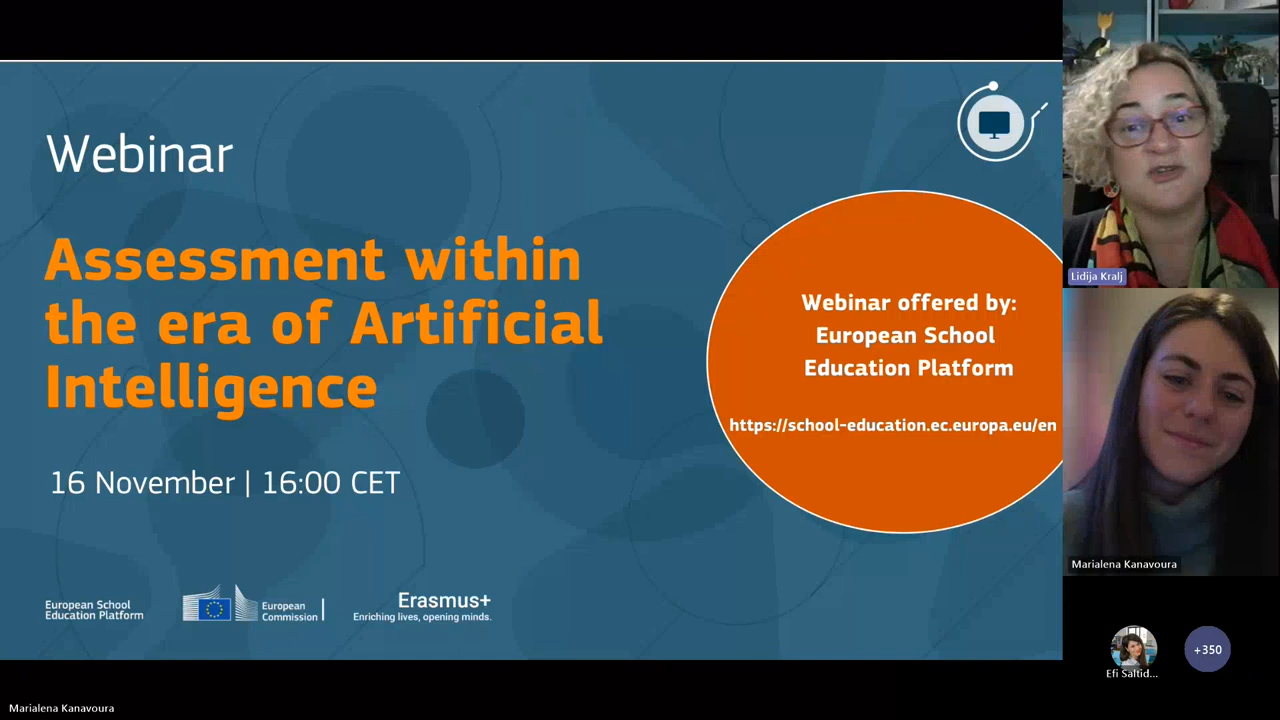 Webinar
Assessment within
the era of Artificial
Intelligence
16 November | 16:00 CET
Webinar offered by:
European School
Education Platform
https://school-education.ec.europa.eu/en
European School
Education Platform
European
Commission
Erasmus+
Enriching lives, opening minds.
Lidija Kralj
Marialena Kanavoura
Efi Saltid...
+350
Marialena Kanavoura